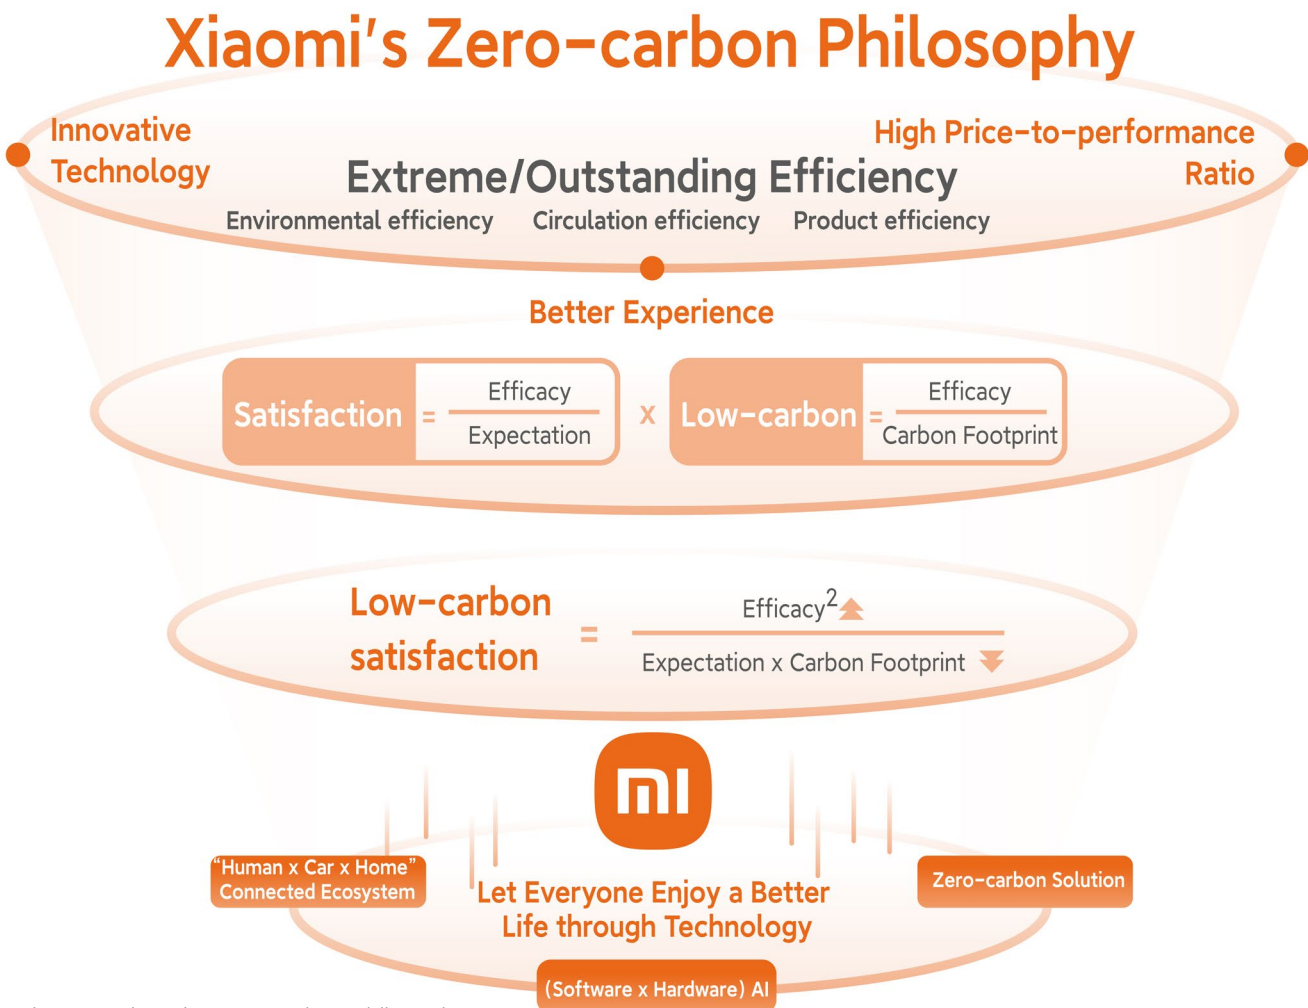 Xiaomi's Zero-carbon Philosophy
Innovative
Technology
High Price-to-performance
Ratio
Extreme/Outstanding Efficiency
Environmental efficiency Circulation efficiency Product efficiency
Better Experience
Satisfaction = Efficacy
Expectation
x
Low-carbon = Efficacy
Carbon Footprint
Low-carbon
satisfaction
=
Efficacy²
Expectation x Carbon Footprint
mi
"Human x Car x Home"
Connected Ecosystem
Zero-carbon Solution
Let Everyone Enjoy a Better
Life through Technology
(Software x Hardware) AI